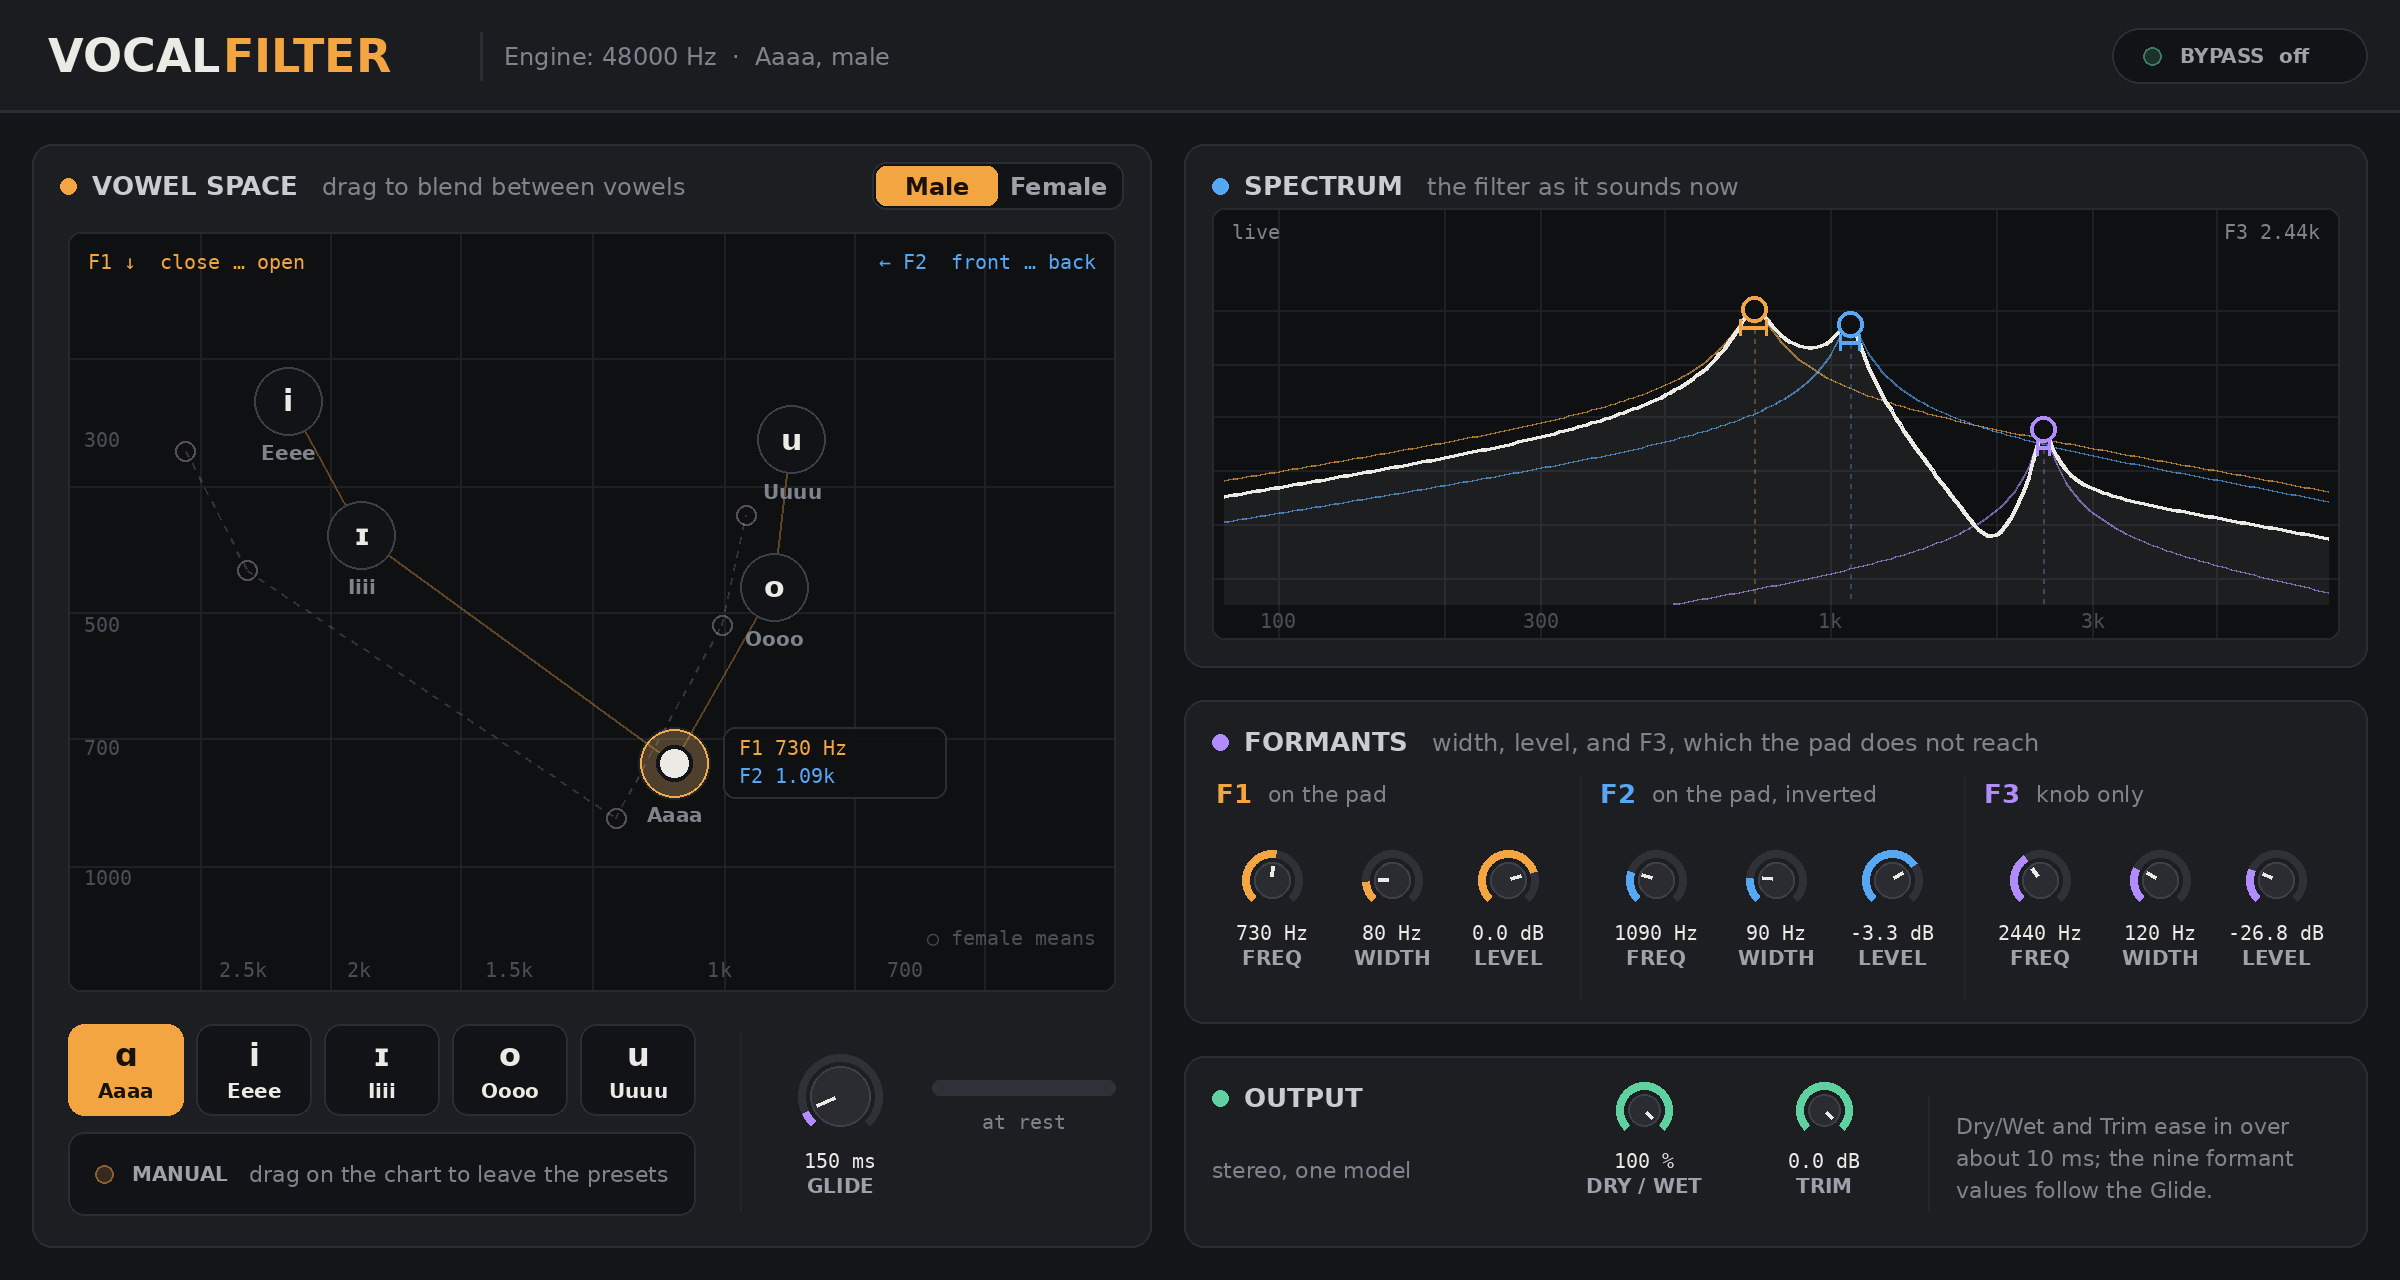 VOCALFILTER
Engine: 48000 Hz · Aaaa, male
BYPASS off
VOWEL SPACE drag to blend between vowels
Male Female
F1 ↓ close … open
← F2 front … back
i
Eeee
ɪ
Iiii
u
Uuuu
o
Oooo
Aaaa
F1 730 Hz
F2 1.09k
300
500
700
1000
○ female means
2.5k 2k 1.5k 1k 700
ɑ
Aaaa
i
Eeee
ɪ
Iiii
o
Oooo
u
Uuuu
MANUAL drag on the chart to leave the presets
150 ms
GLIDE
at rest
SPECTRUM the filter as it sounds now
live
F3 2.44k
100 300 1k 3k
FORMANTS width, level, and F3, which the pad does not reach
F1 on the pad
730 Hz 80 Hz 0.0 dB
FREQ WIDTH LEVEL
F2 on the pad, inverted
1090 Hz 90 Hz -3.3 dB
FREQ WIDTH LEVEL
F3 knob only
2440 Hz 120 Hz -26.8 dB
FREQ WIDTH LEVEL
OUTPUT
stereo, one model
100 %
DRY / WET
0.0 dB
TRIM
Dry/Wet and Trim ease in over
about 10 ms; the nine formant
values follow the Glide.